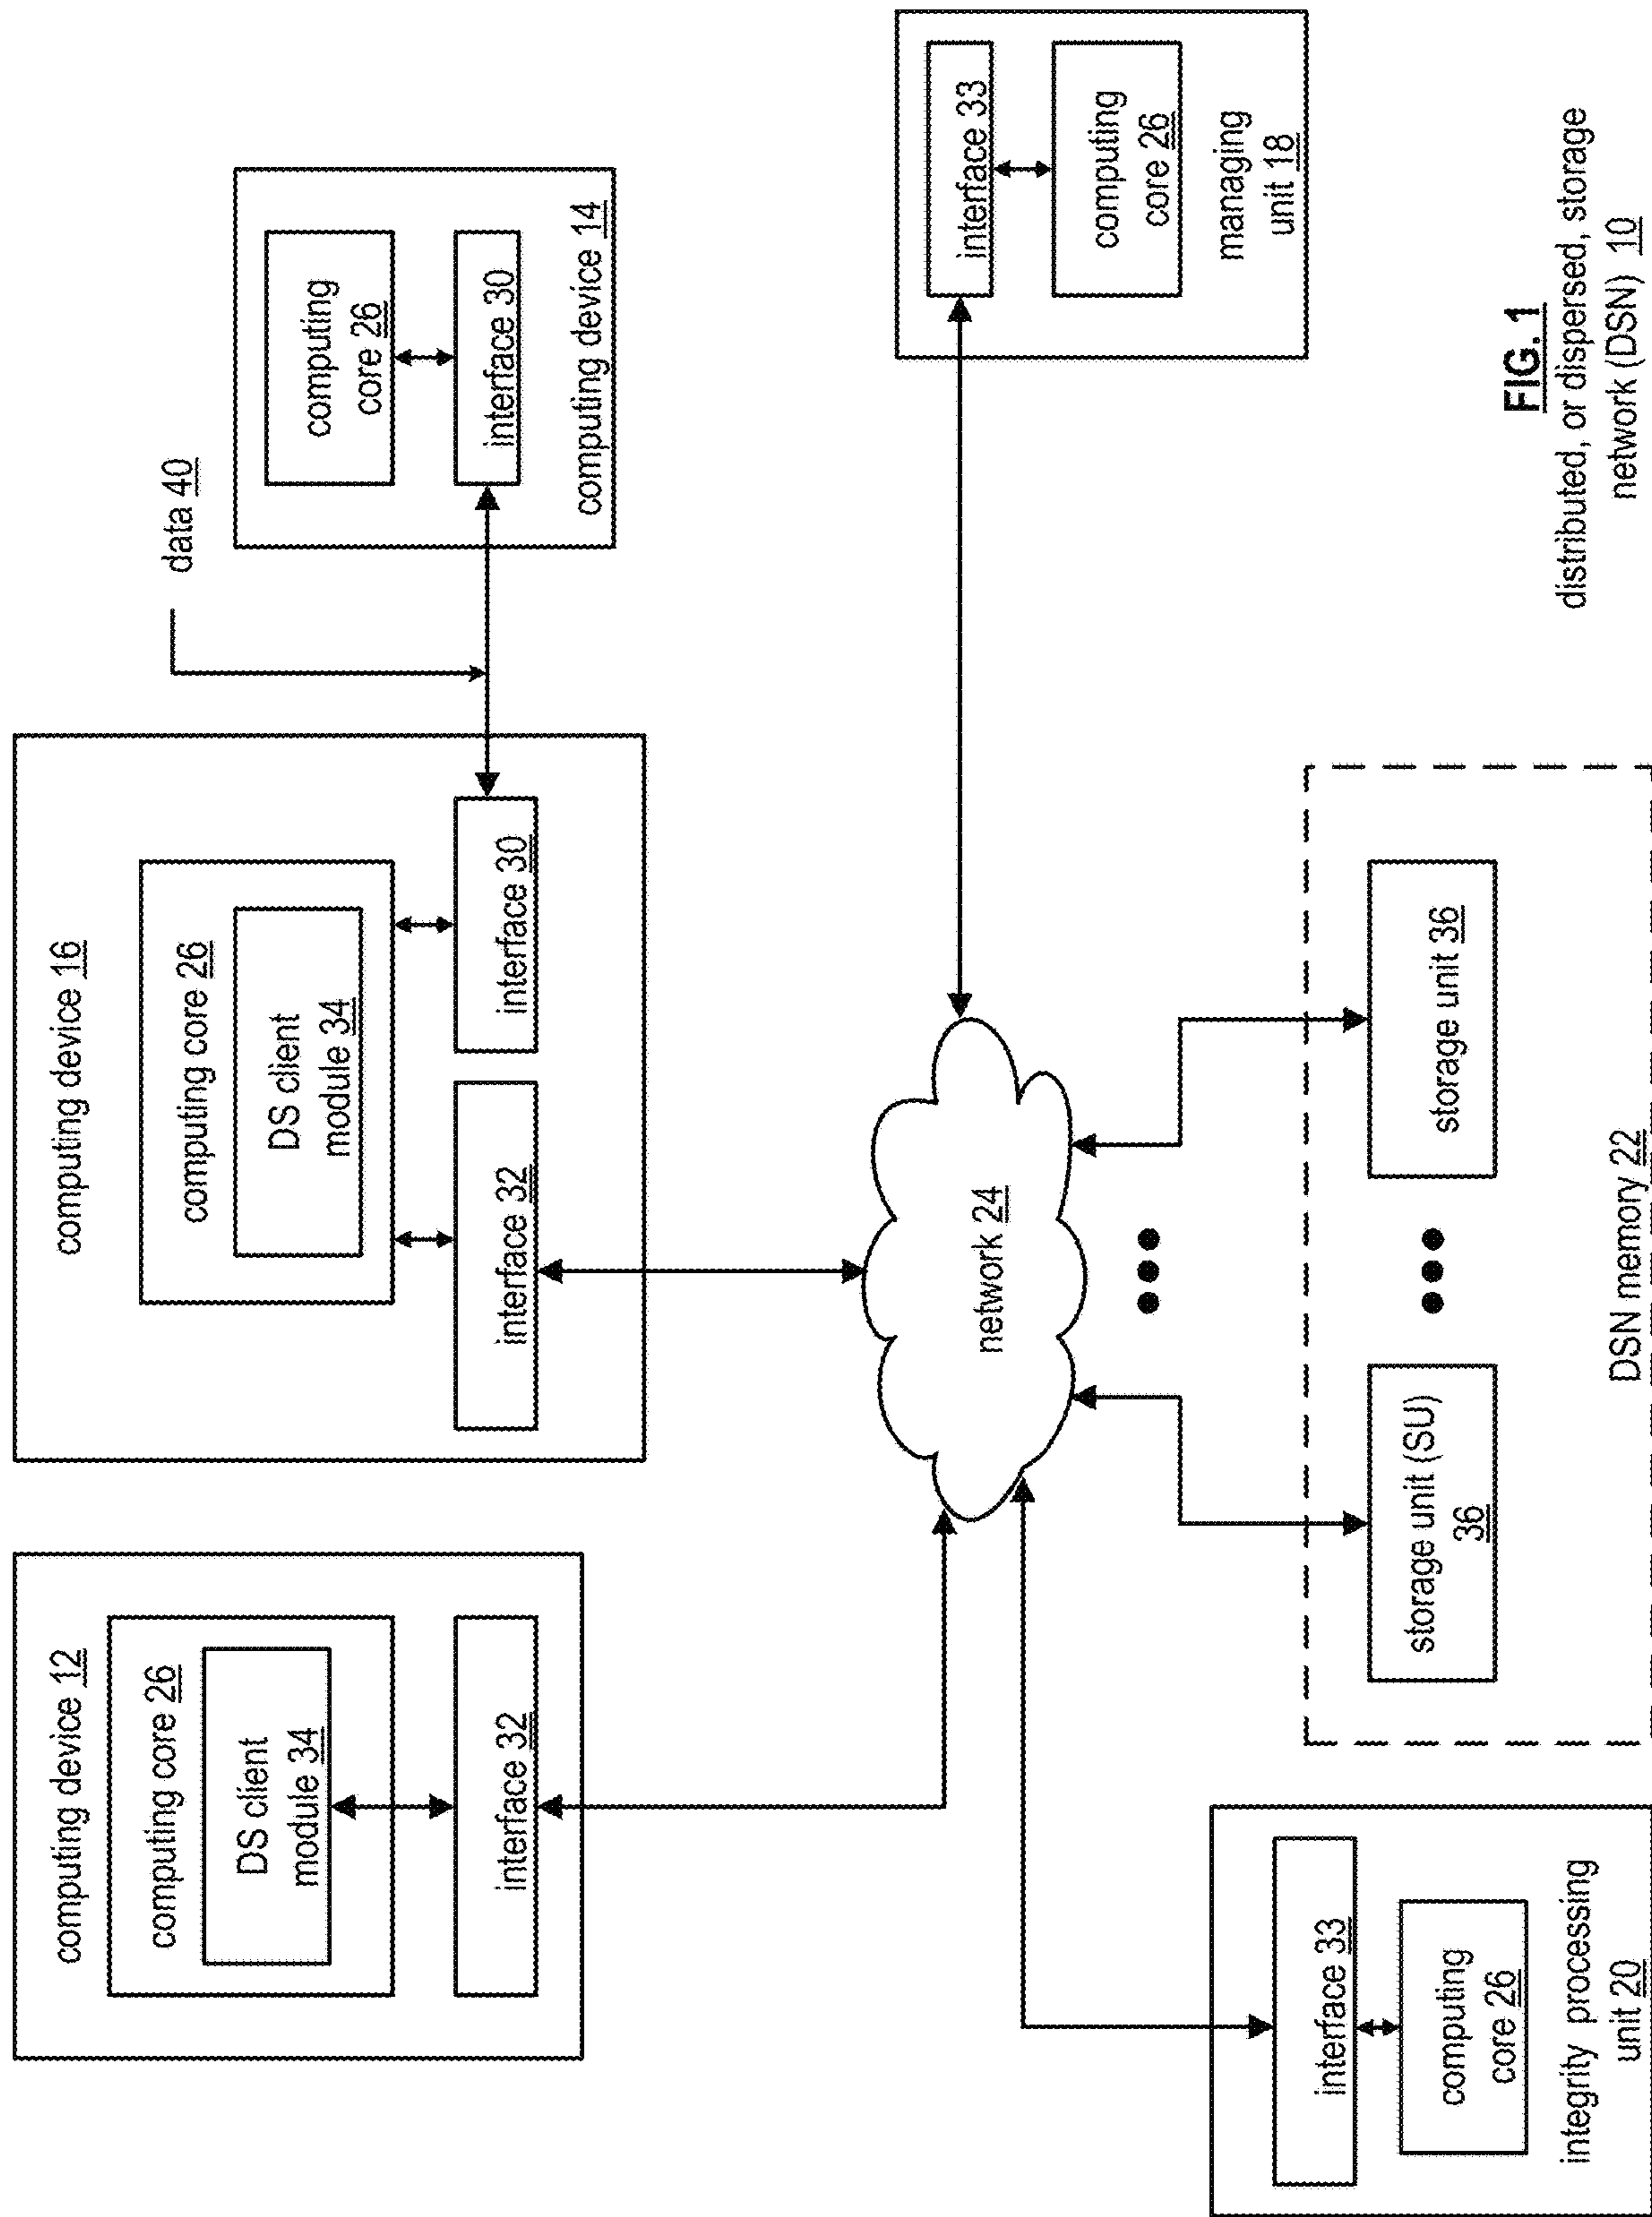 computing device 12
computing core 26
DS client
module 34
interface 32
computing device 16
computing core 26
DS client
module 34
interface 32
interface 30
data 40
computing
core 26
interface 30
computing device 14
network 24
interface 33
computing
core 26
managing
unit 18
interface 33
computing
core 26
integrity processing
unit 20
storage unit (SU)
36
storage unit 36
DSN memory 22
FIG. 1
distributed, or dispersed, storage
network (DSN) 10